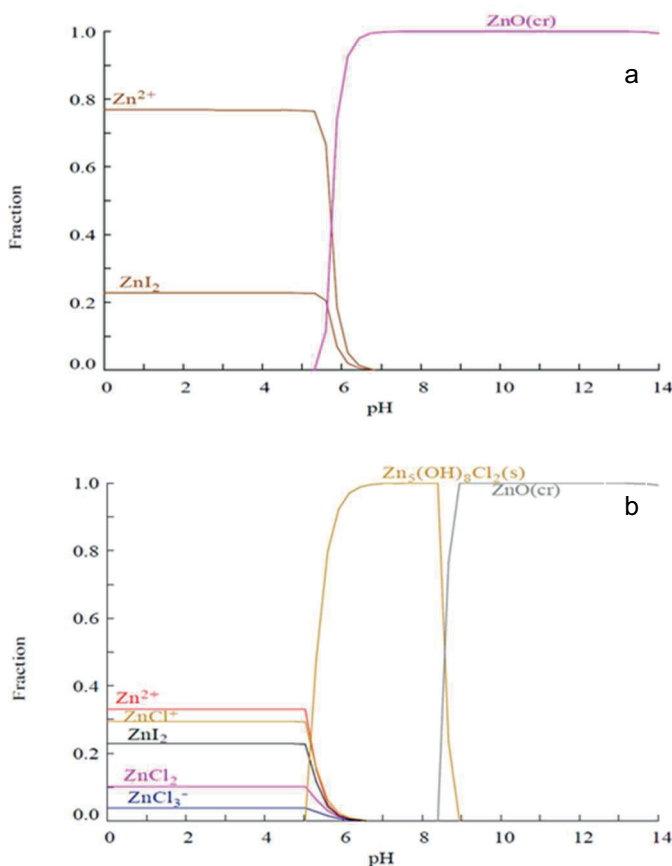 ZnO(cr)
1.0
a
Zn²⁺
0.8
0.6
Fraction
0.4
ZnI₂
0.2
0.0
0 2 4 6 8 10 12 14
pH
Zn₅(OH)₈Cl₂(s)
1.0
ZnO(cr)
b
0.8
0.6
Fraction
0.4
Zn²⁺
ZnCl⁺
ZnI₂
0.2
ZnCl₂
ZnCl₃⁻
0.0
0 2 4 6 8 10 12 14
pH